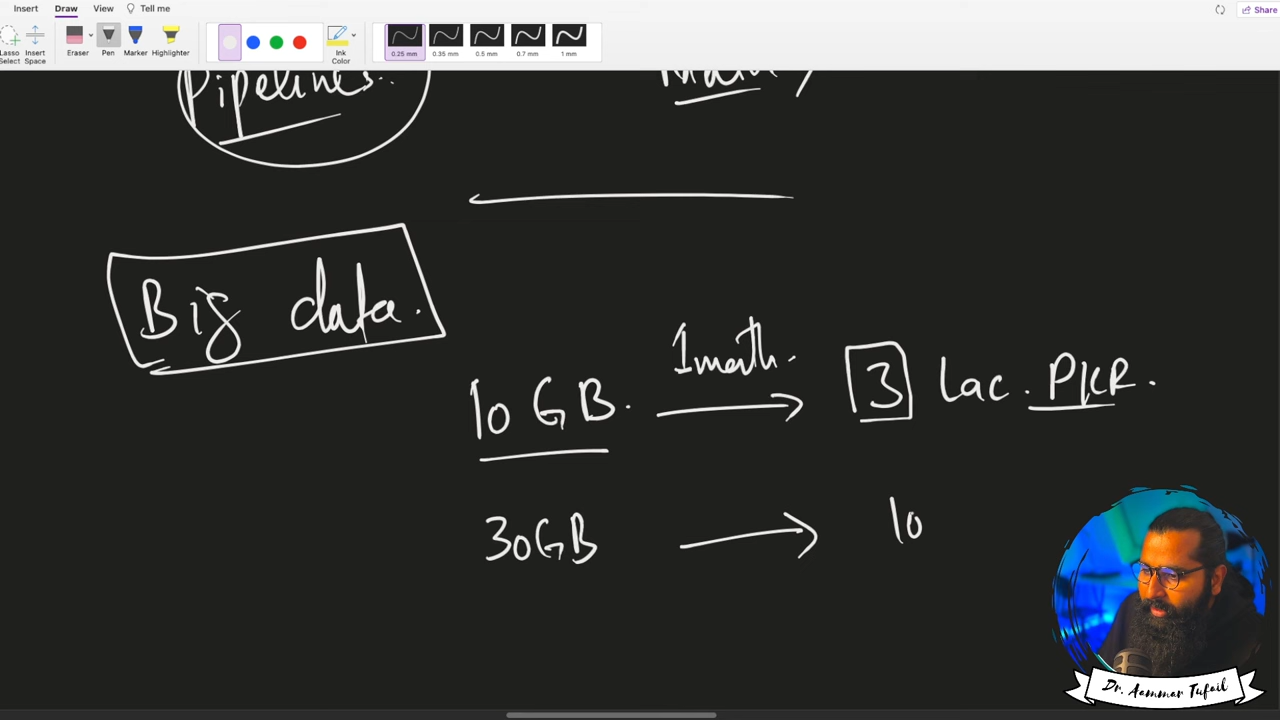 Insert Draw View Tell me
Share
Lasso Select
Insert Space
Eraser
Pen
Marker
Highlighter
Ink Color
0.25 mm 0.35 mm 0.5 mm 0.7 mm 1 mm
Pipelines..
Big data.
10 GB. 1 month. 3 Lac. PKR.
30GB 10
Dr. Aammar Tufail